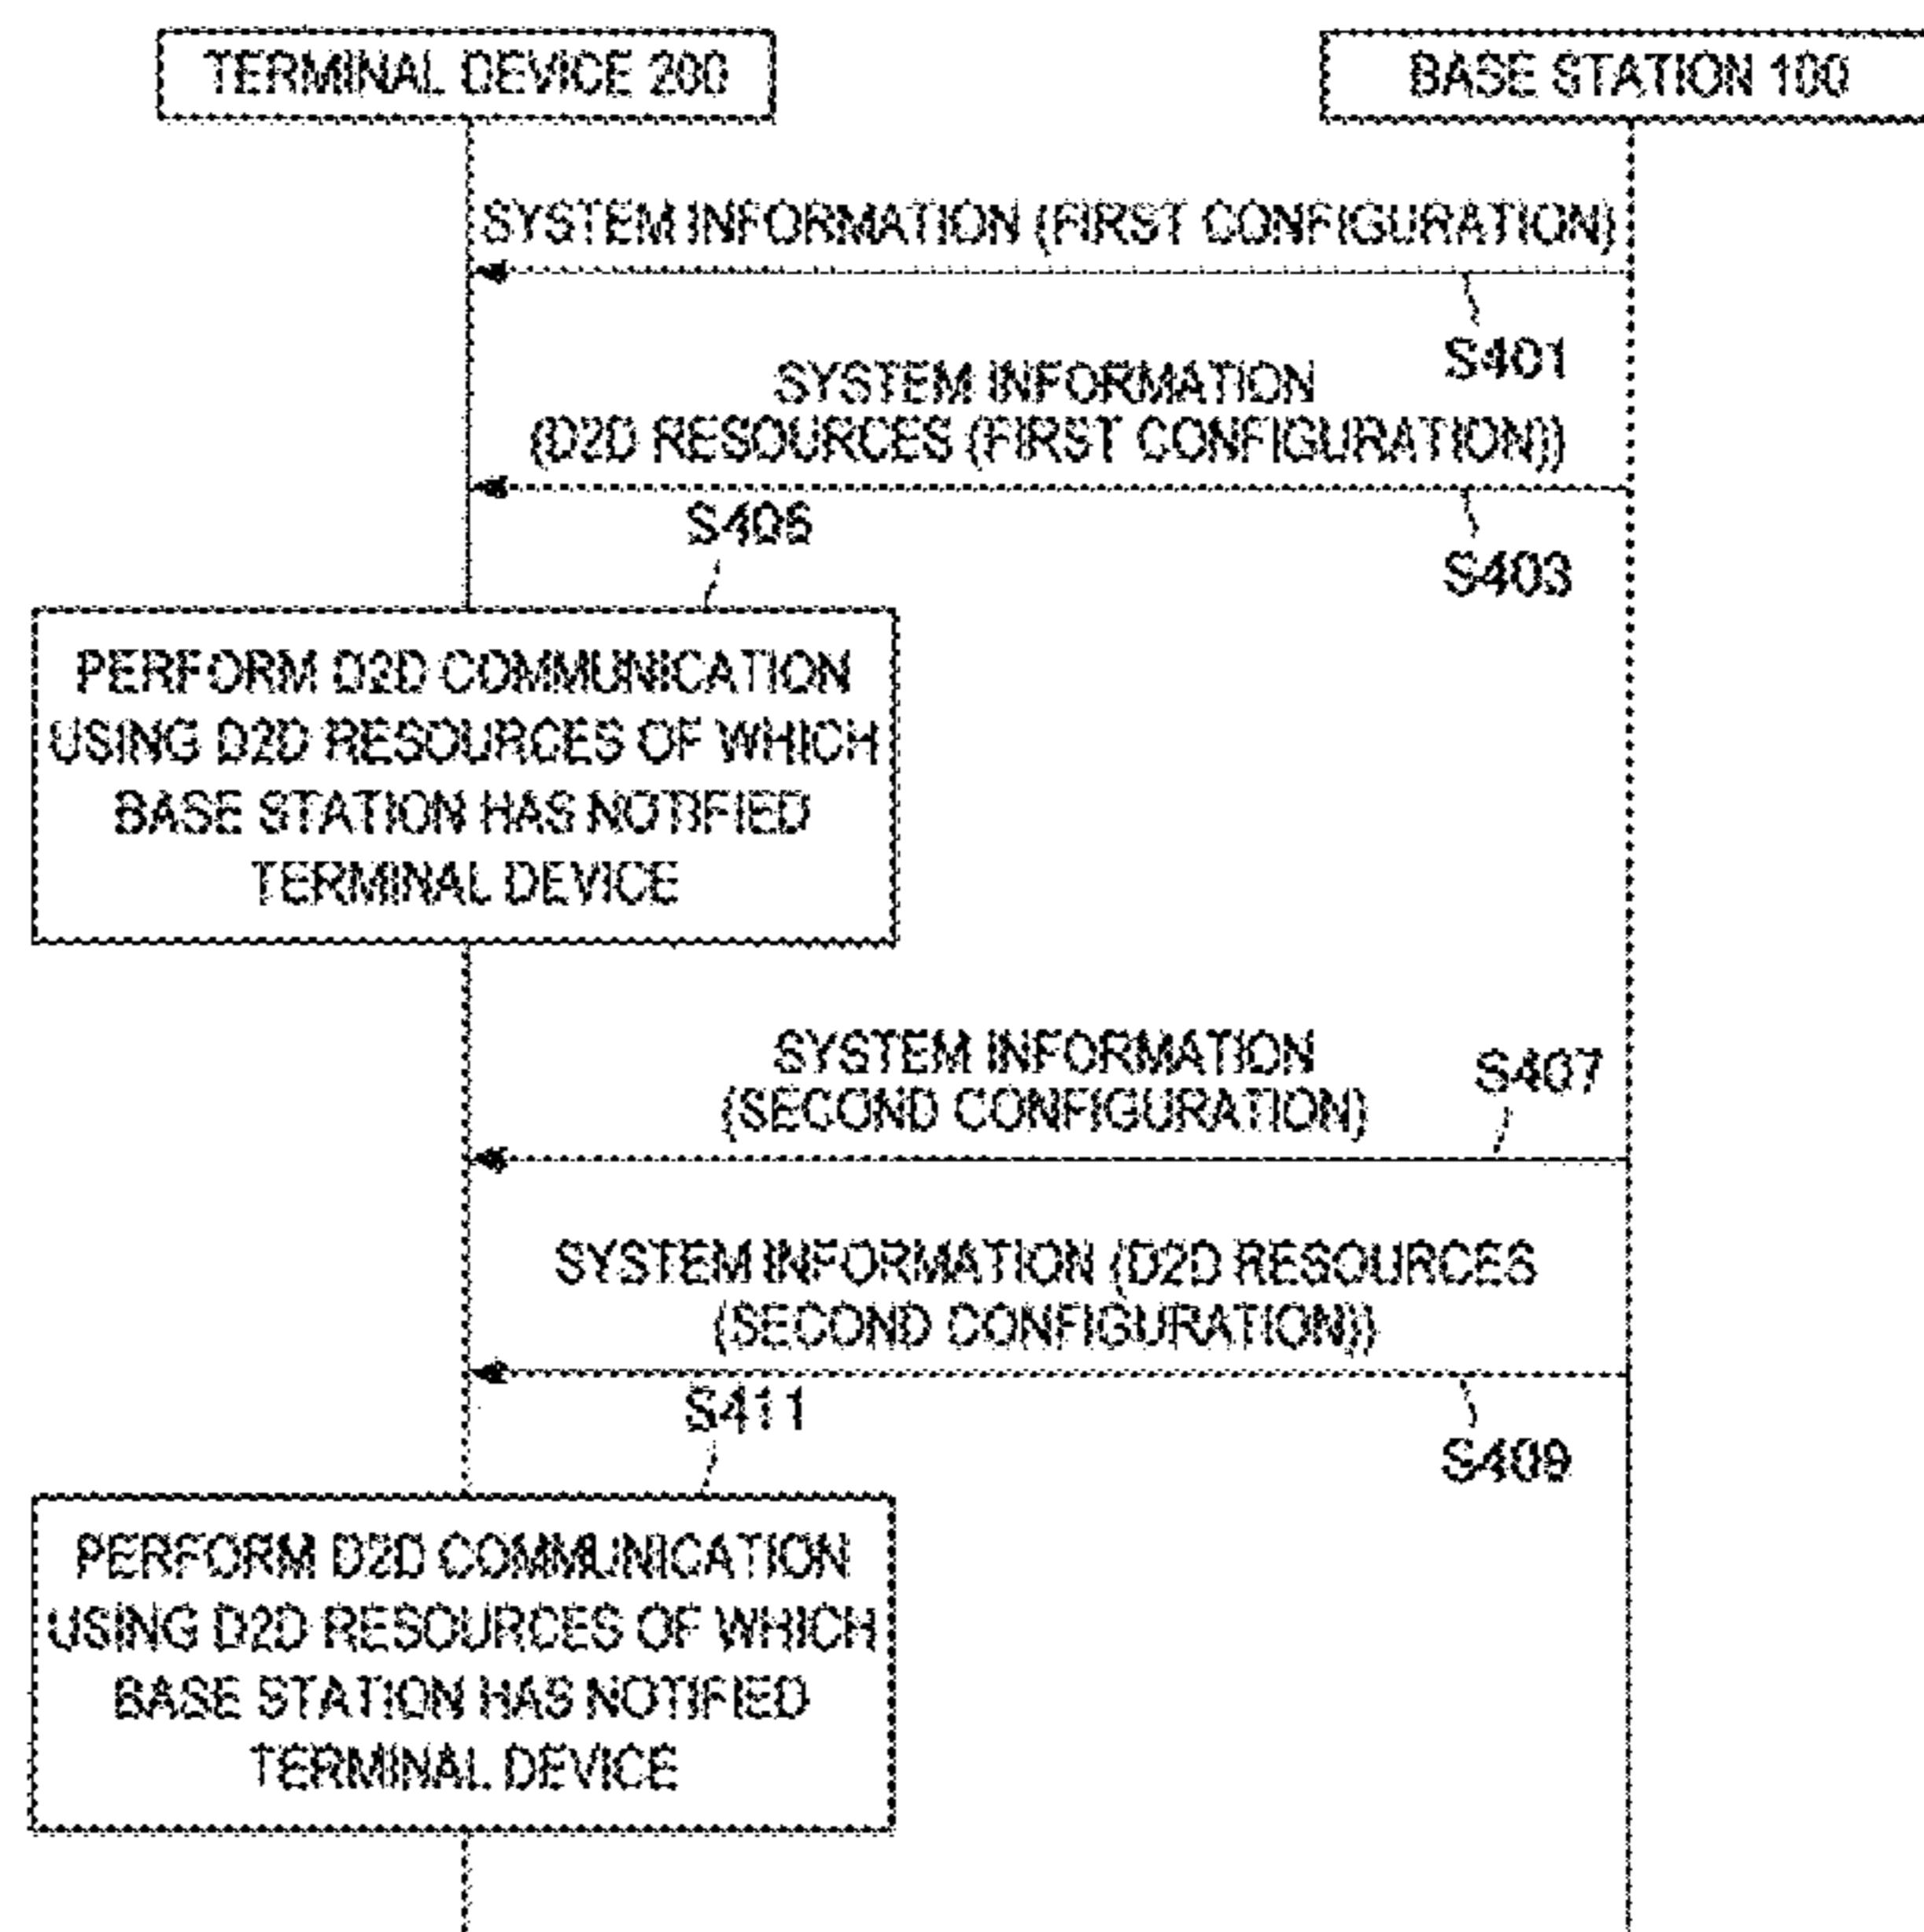 TERMINAL DEVICE 200
BASE STATION 100
SYSTEM INFORMATION (FIRST CONFIGURATION)
S401
SYSTEM INFORMATION
(D2D RESOURCES (FIRST CONFIGURATION))
S403
S405
PERFORM D2D COMMUNICATION
USING D2D RESOURCES OF WHICH
BASE STATION HAS NOTIFIED
TERMINAL DEVICE
SYSTEM INFORMATION
(SECOND CONFIGURATION)
S407
SYSTEM INFORMATION (D2D RESOURCES
(SECOND CONFIGURATION))
S409
S411
PERFORM D2D COMMUNICATION
USING D2D RESOURCES OF WHICH
BASE STATION HAS NOTIFIED
TERMINAL DEVICE